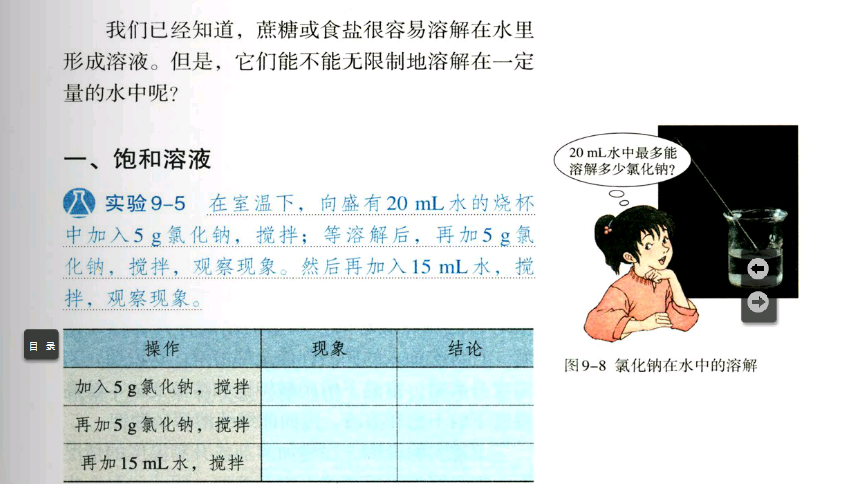 我们已经知道，蔗糖或食盐很容易溶解在水里
形成溶液。但是，它们能不能无限制地溶解在一定
量的水中呢？
一、饱和溶液
实验9-5 在室温下，向盛有20 mL水的烧杯
中加入5 g氯化钠，搅拌；等溶解后，再加5 g氯
化钠，搅拌，观察现象。然后再加入15 mL水，搅
拌，观察现象。
操作 现象 结论
加入5 g氯化钠，搅拌
再加5 g氯化钠，搅拌
再加15 mL水，搅拌
20 mL水中最多能
溶解多少氯化钠？
图9-8 氯化钠在水中的溶解
目 录